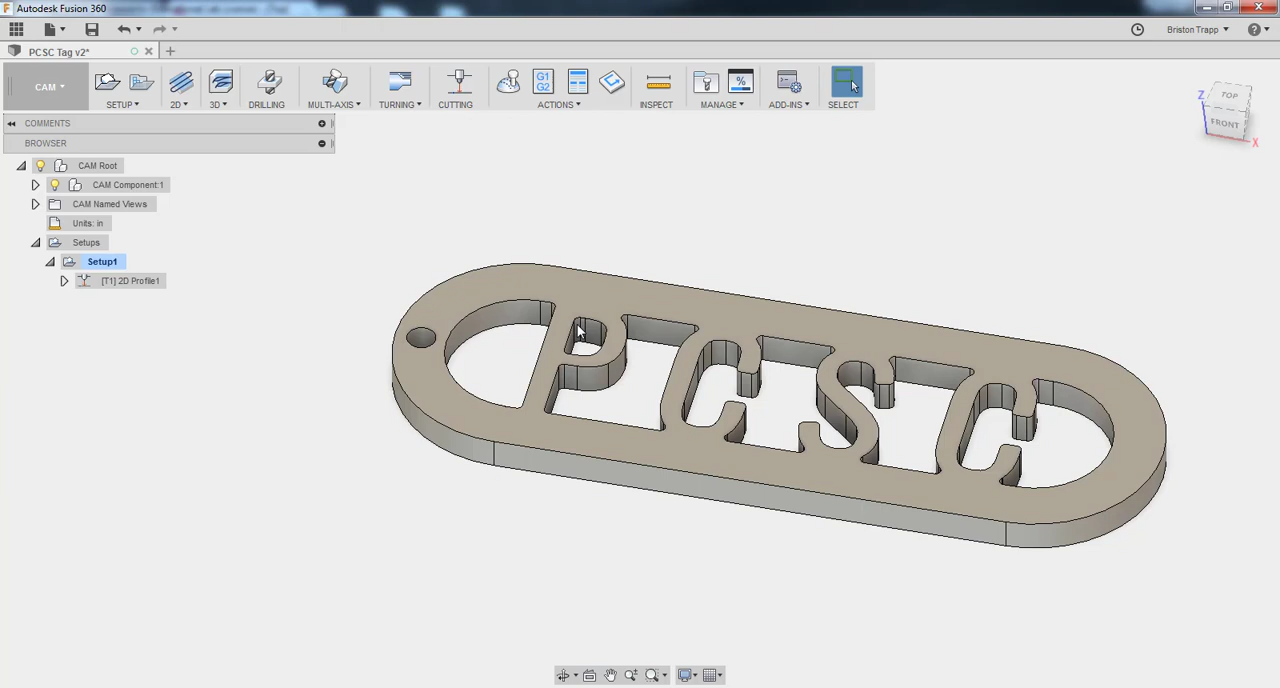 Autodesk Fusion 360
Briston Trapp
PCSC Tag v2*
CAM
SETUP
2D
3D
DRILLING
MULTI-AXIS
TURNING
CUTTING
G1
G2
ACTIONS
INSPECT
MANAGE
ADD-INS
SELECT
COMMENTS
BROWSER
CAM Root
CAM Component:1
CAM Named Views
Units: in
Setups
Setup1
[T1] 2D Profile1
TOP
FRONT
Z
X
PCSC